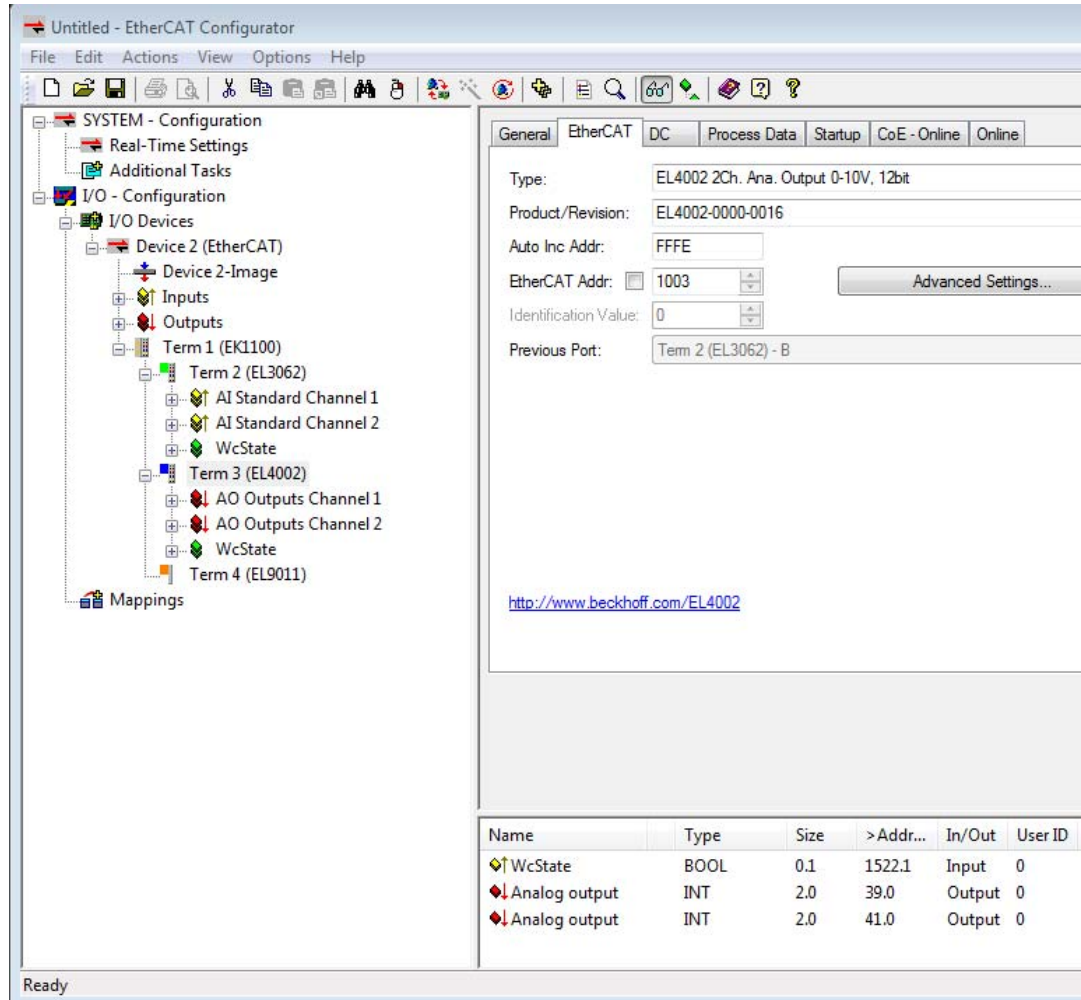 Untitled - EtherCAT Configurator
File Edit Actions View Options Help
SYSTEM - Configuration
Real-Time Settings
Additional Tasks
I/O - Configuration
I/O Devices
Device 2 (EtherCAT)
Device 2-Image
Inputs
Outputs
Term 1 (EK1100)
Term 2 (EL3062)
AI Standard Channel 1
AI Standard Channel 2
WcState
Term 3 (EL4002)
AO Outputs Channel 1
AO Outputs Channel 2
WcState
Term 4 (EL9011)
Mappings
General EtherCAT DC Process Data Startup CoE - Online Online
Type: EL4002 2Ch. Ana. Output 0-10V, 12bit
Product/Revision: EL4002-0000-0016
Auto Inc Addr: FFFE
EtherCAT Addr: 1003 Advanced Settings...
Identification Value: 0
Previous Port: Term 2 (EL3062) - B
http://www.beckhoff.com/EL4002
Name Type Size >Addr... In/Out User ID
WcState BOOL 0.1 1522.1 Input 0
Analog output INT 2.0 39.0 Output 0
Analog output INT 2.0 41.0 Output 0
Ready